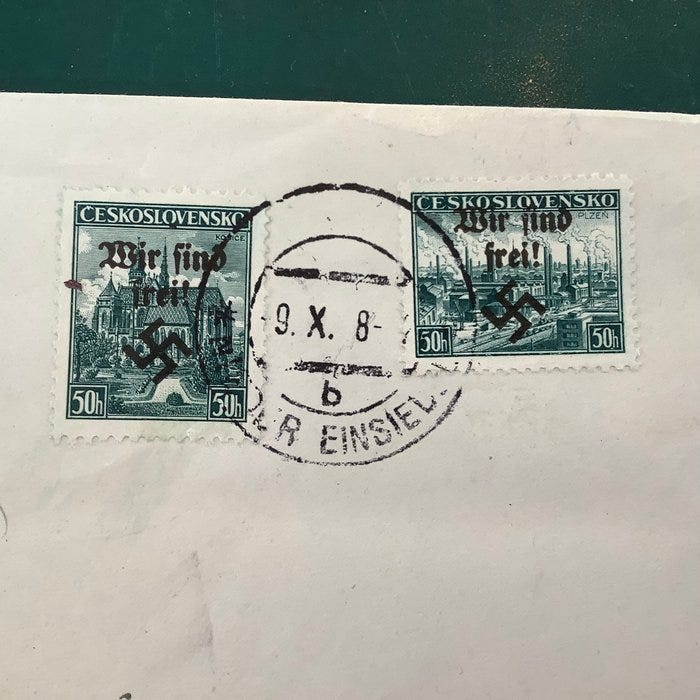 ČESKOSLOVENSKO
KOŠICE
Wir sind
frei!
50h 50h
ČESKOSLOVENSKO
PLZEŇ
Wir sind
frei!
50h 50h
9. X. 8-
b
EINSIED